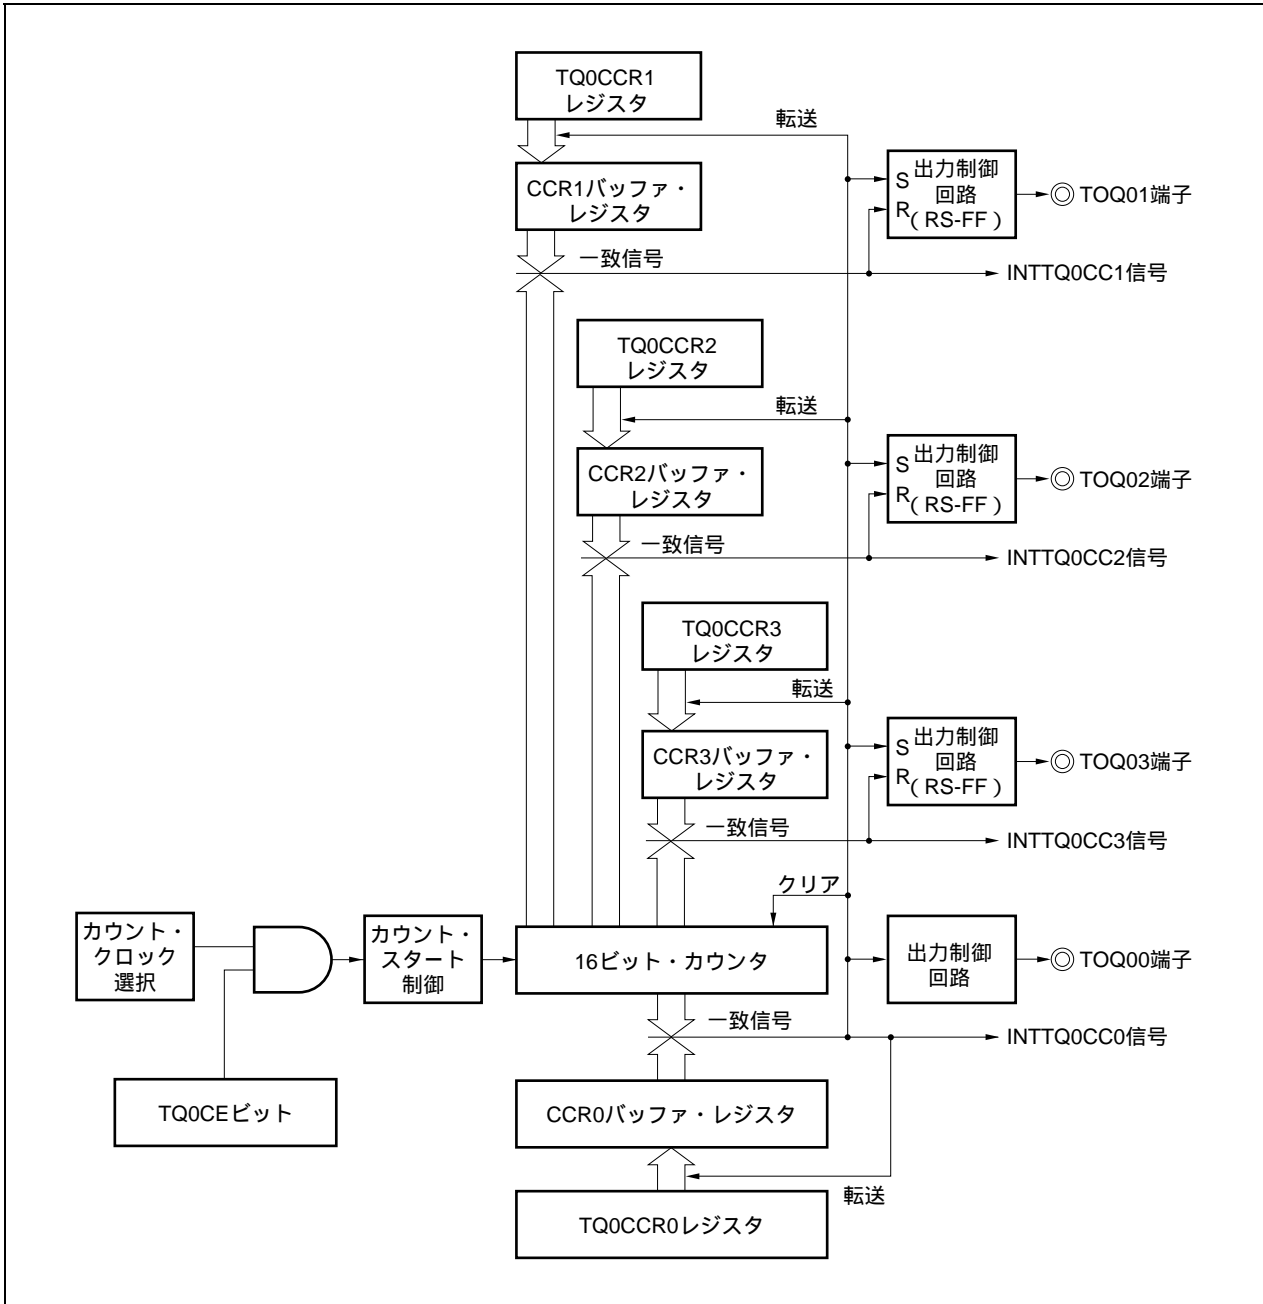 TQ0CCR1
レジスタ
転送
CCR1バッファ・
レジスタ
S 出力制御
回路
R ( RS-FF )
TOQ01端子
一致信号
INTTQ0CC1信号
TQ0CCR2
レジスタ
転送
CCR2バッファ・
レジスタ
S 出力制御
回路
R ( RS-FF )
TOQ02端子
一致信号
INTTQ0CC2信号
TQ0CCR3
レジスタ
転送
CCR3バッファ・
レジスタ
S 出力制御
回路
R ( RS-FF )
TOQ03端子
一致信号
INTTQ0CC3信号
クリア
カウント・
クロック
選択
カウント・
スタート
制御
16ビット・カウンタ
出力制御
回路
TOQ00端子
一致信号
INTTQ0CC0信号
TQ0CEビット
CCR0バッファ・レジスタ
転送
TQ0CCR0レジスタ